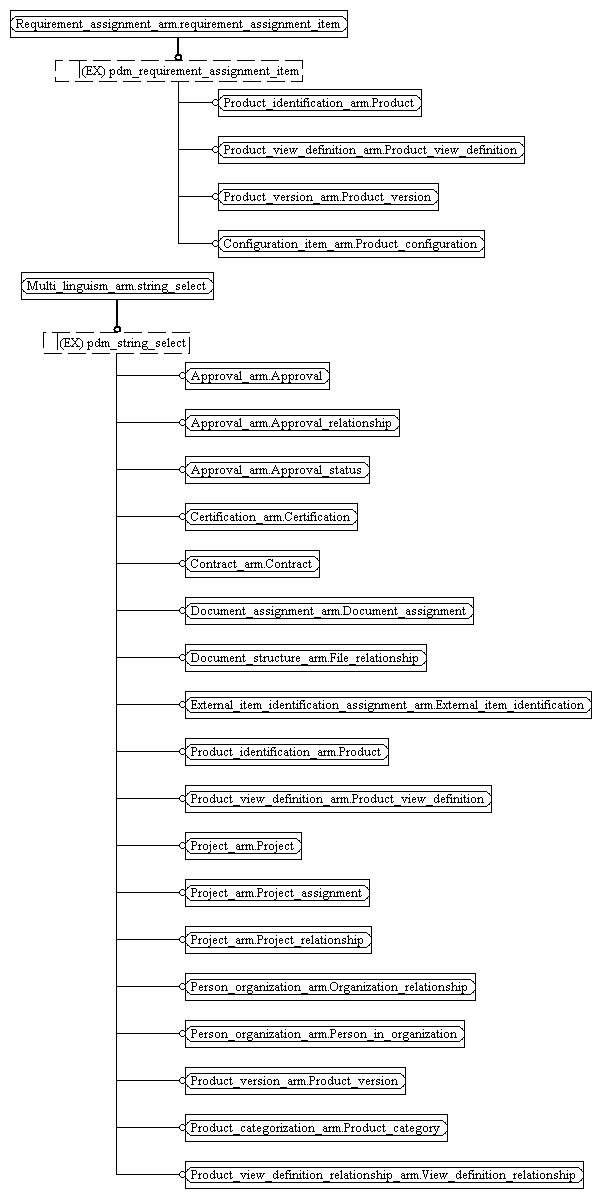 Requirement_assignment_arm.requirement_assignment_item
(EX) pdm_requirement_assignment_item
Product_identification_arm.Product
Product_view_definition_arm.Product_view_definition
Product_version_arm.Product_version
Configuration_item_arm.Product_configuration
Multi_linguism_arm.string_select
(EX) pdm_string_select
Approval_arm.Approval
Approval_arm.Approval_relationship
Approval_arm.Approval_status
Certification_arm.Certification
Contract_arm.Contract
Document_assignment_arm.Document_assignment
Document_structure_arm.File_relationship
External_item_identification_assignment_arm.External_item_identification
Product_identification_arm.Product
Product_view_definition_arm.Product_view_definition
Project_arm.Project
Project_arm.Project_assignment
Project_arm.Project_relationship
Person_organization_arm.Organization_relationship
Person_organization_arm.Person_in_organization
Product_version_arm.Product_version
Product_categorization_arm.Product_category
Product_view_definition_relationship_arm.View_definition_relationship